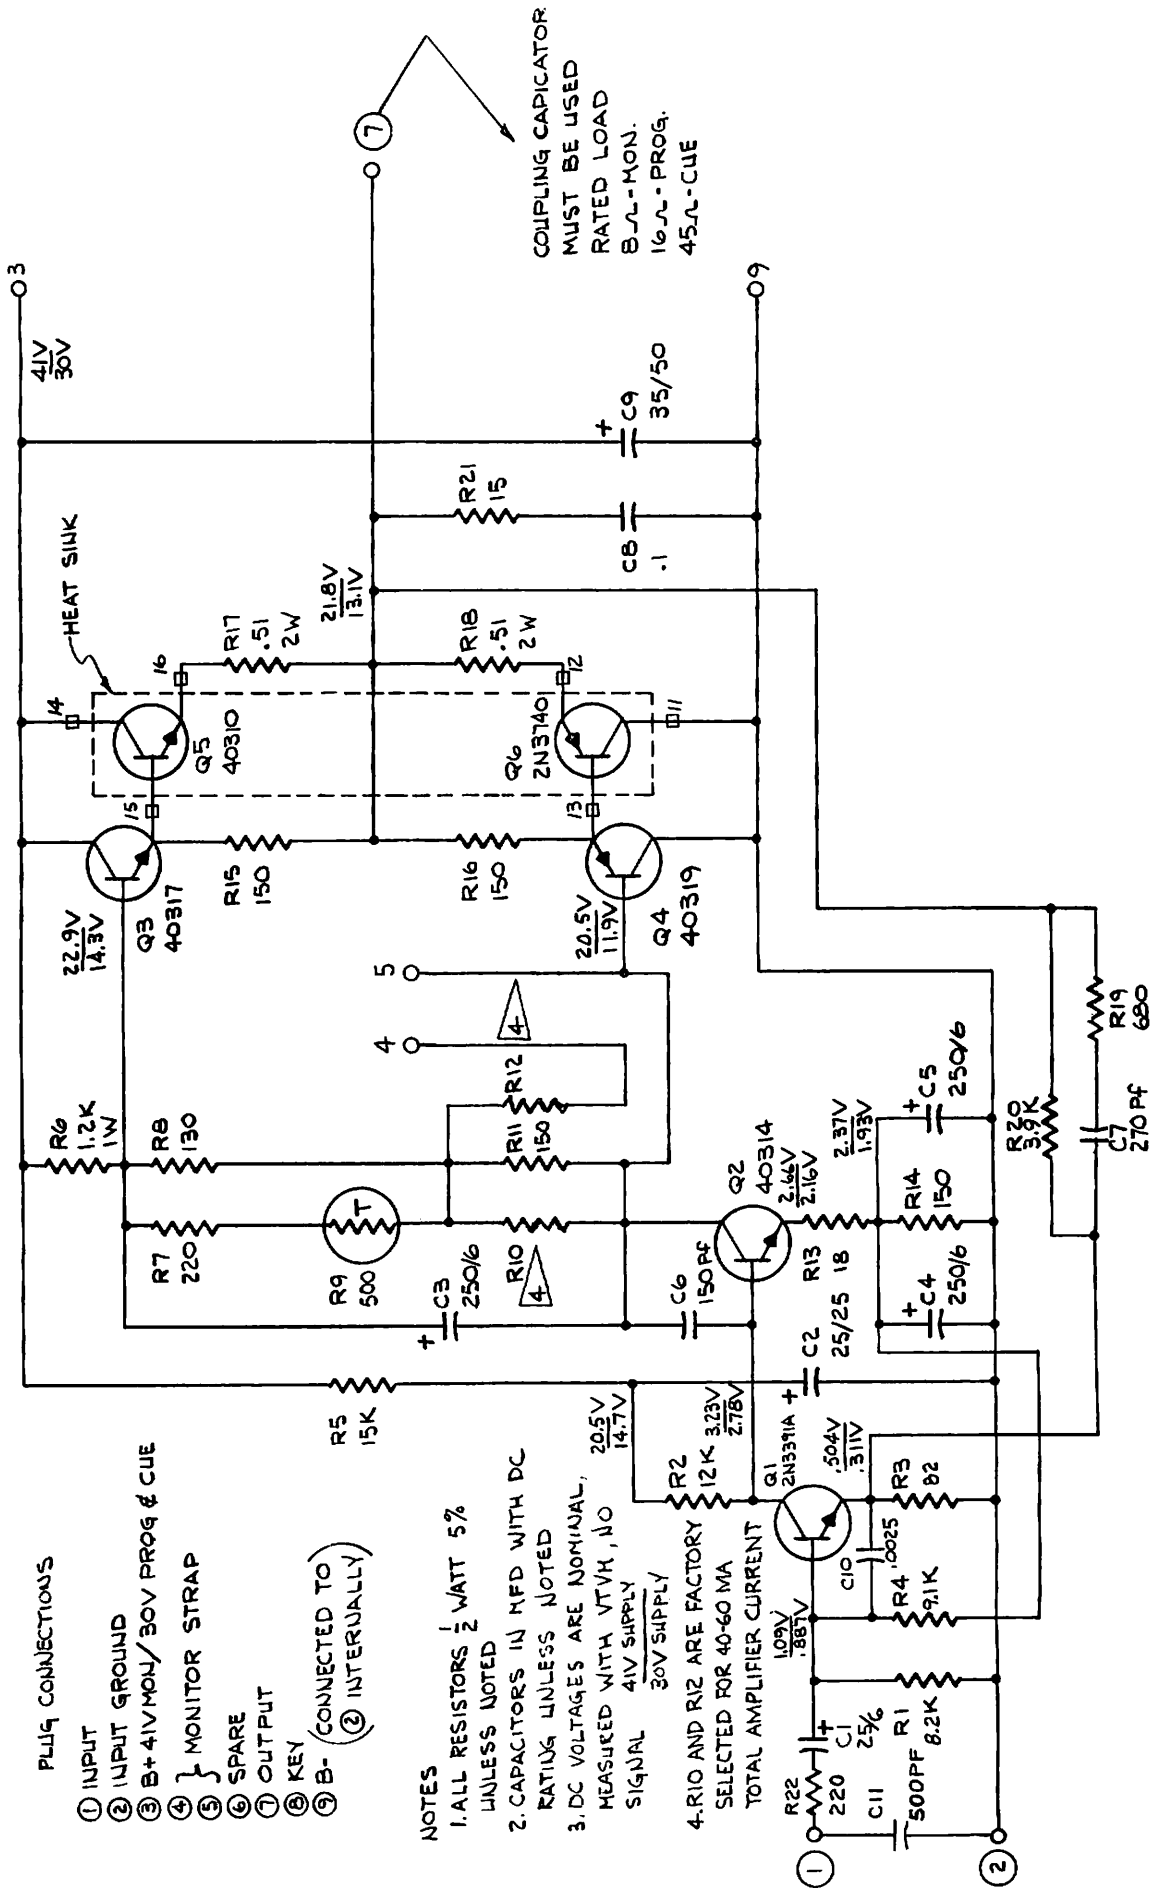 PLUG CONNECTIONS
① INPUT
② INPUT GROUND
③ B+ 41V MON/30V PROG & CUE
④ } MONITOR STRAP
⑤
⑥ SPARE
⑦ OUTPUT
⑧ KEY
⑨ B- (CONNECTED TO
② INTERNALLY)
NOTES
1. ALL RESISTORS 1/2 WATT 5%
UNLESS NOTED
2. CAPACITORS IN MFD WITH DC
RATING UNLESS NOTED
3. DC VOLTAGES ARE NOMINAL,
MEASURED WITH VTVM, NO
SIGNAL 41V SUPPLY
30V SUPPLY
4. R10 AND R12 ARE FACTORY
SELECTED FOR 40-60 MA
TOTAL AMPLIFIER CURRENT
1
2
R22
220
C11
500PF
+
C1
25/6
R1
8.2K
1.09V
.887V
C10
.0025
R4
9.1K
Q1
2N3391A
.504V
.311V
R3
82
R2
12K
20.5V
14.7V
3.23V
2.78V
R5
15K
+
C2
25/25
+
C3
250/6
C6
150Pf
R7
220
R9
500
T
R10
4
R6
1.2K
1W
R8
130
R11
150
R12
4
5
4
Q2
40314
2.66V
2.16V
R13
18
2.37V
1.93V
+
C4
250/6
R14
150
+
C5
250/6
R20
3.9K
C7
270Pf
R19
680
22.9V
14.3V
Q3
40317
20.5V
11.9V
Q4
40319
R15
150
R16
150
15
13
14
16
12
11
Q5
40310
Q6
2N3740
HEAT SINK
R17
.51
2W
R18
.51
2W
21.8V
13.1V
R21
15
C8
.1
+
C9
35/50
41V
30V
3
9
7
COUPLING CAPICATOR
MUST BE USED
RATED LOAD
8Ω-MON.
16Ω-PROG.
45Ω-CUE